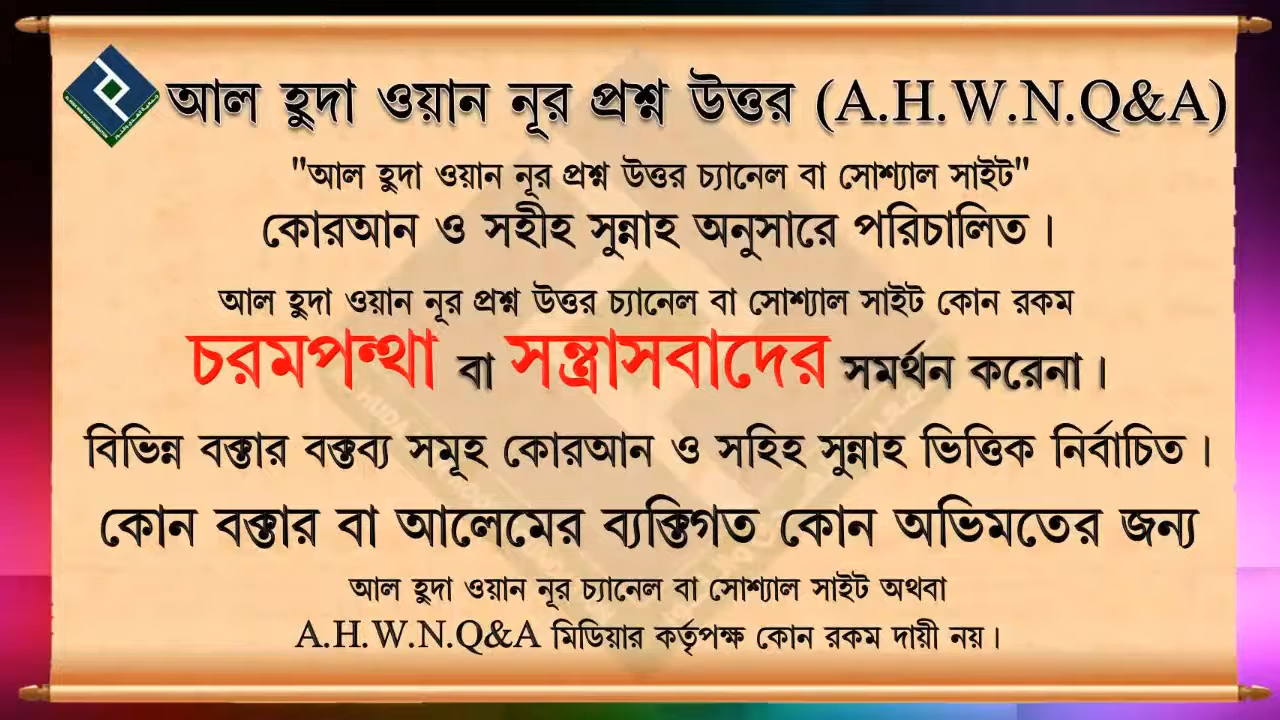 আল হুদা ওয়ান নূর প্রশ্ন উত্তর (A.H.W.N.Q&A)
"আল হুদা ওয়ান নূর প্রশ্ন উত্তর চ্যানেল বা সোশ্যাল সাইট"
কোরআন ও সহীহ সুন্নাহ অনুসারে পরিচালিত।
আল হুদা ওয়ান নূর প্রশ্ন উত্তর চ্যানেল বা সোশ্যাল সাইট কোন রকম
চরমপন্থা বা সন্ত্রাসবাদের সমর্থন করেনা।
বিভিন্ন বক্তার বক্তব্য সমূহ কোরআন ও সহিহ সুন্নাহ ভিত্তিক নির্বাচিত।
কোন বক্তার বা আলেমের ব্যক্তিগত কোন অভিমতের জন্য
আল হুদা ওয়ান নূর চ্যানেল বা সোশ্যাল সাইট অথবা
A.H.W.N.Q&A মিডিয়ার কর্তৃপক্ষ কোন রকম দায়ী নয়।